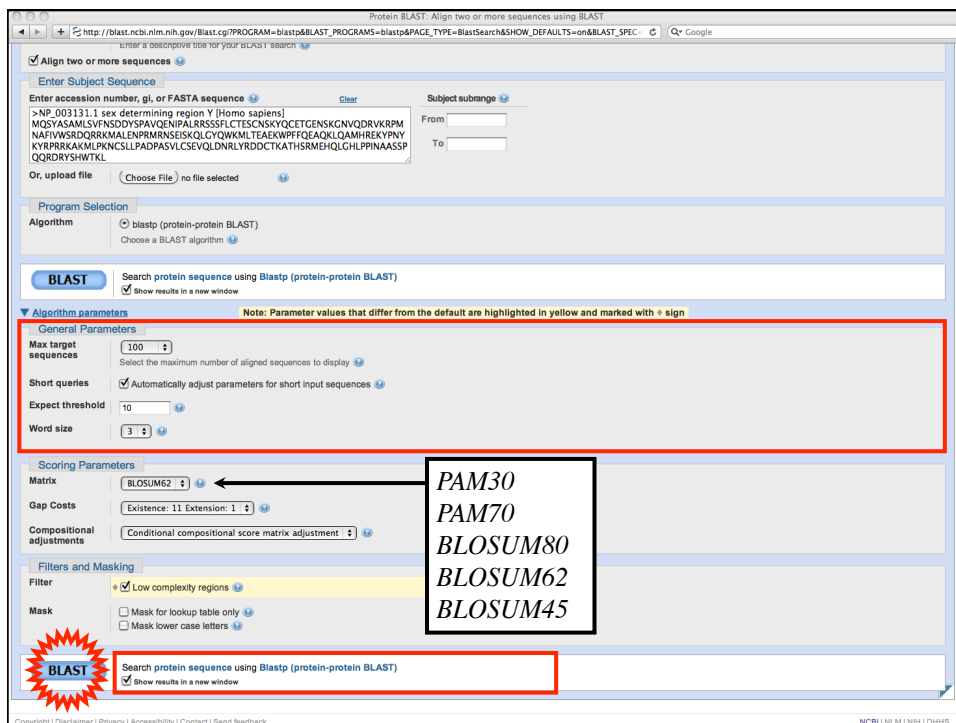 Protein BLAST: Align two or more sequences using BLAST
http://blast.ncbi.nlm.nih.gov/Blast.cgi?PROGRAM=blastp&BLAST_PROGRAMS=blastp&PAGE_TYPE=BlastSearch&SHOW_DEFAULTS=on&BLAST_SPEC= Google
Enter a descriptive title for your BLAST search
Align two or more sequences
Enter Subject Sequence
Enter accession number, gi, or FASTA sequence Clear Subject subrange
>NP_003131.1 sex determining region Y [Homo sapiens]
MQSYASAMLSVFNSDDYSPAVQENIPALRRSSSFLCTESCNSKYQCETGENSKGNVQDRVKRPM
NAFIVWSRDQRRKMALENPRMRNSEISKQLGYQWKMLTEAEKWPFFQEAQKLQAMHREKYPNY
KYRPRRKAKMLPKNCSLLPADPASVLCSEVQLDNRLYRDDCTKATHSRMEHQLGHLPPINAASSP
QQRDRYSHWTKL
From
To
Or, upload file Choose File no file selected
Program Selection
Algorithm blastp (protein-protein BLAST)
Choose a BLAST algorithm
BLAST Search protein sequence using Blastp (protein-protein BLAST)
Show results in a new window
Algorithm parameters Note: Parameter values that differ from the default are highlighted in yellow and marked with ♦ sign
General Parameters
Max target sequences 100
Select the maximum number of aligned sequences to display
Short queries Automatically adjust parameters for short input sequences
Expect threshold 10
Word size 3
Scoring Parameters
Matrix BLOSUM62
Gap Costs Existence: 11 Extension: 1
Compositional adjustments Conditional compositional score matrix adjustment
PAM30
PAM70
BLOSUM80
BLOSUM62
BLOSUM45
Filters and Masking
Filter ♦ Low complexity regions
Mask Mask for lookup table only
Mask lower case letters
BLAST Search protein sequence using Blastp (protein-protein BLAST)
Show results in a new window
Copyright | Disclaimer | Privacy | Accessibility | Contact | Send feedback NCBI | NLM | NIH | DHHS